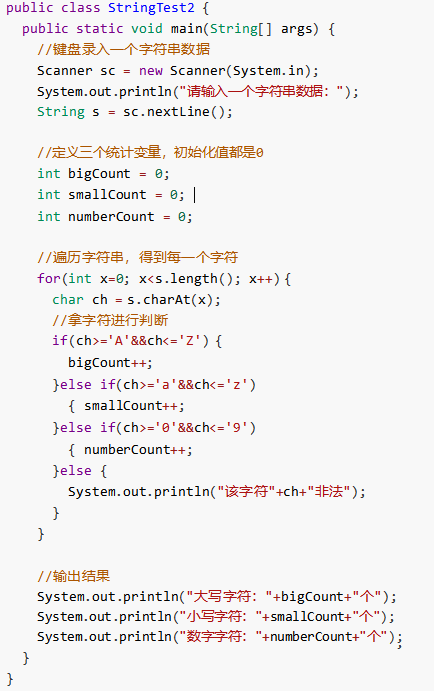 public class StringTest2 {
  public static void main(String[] args) {
    //键盘录入一个字符串数据
    Scanner sc = new Scanner(System.in);
    System.out.println("请输入一个字符串数据：");
    String s = sc.nextLine();

    //定义三个统计变量，初始化值都是0
    int bigCount = 0;
    int smallCount = 0;
    int numberCount = 0;

    //遍历字符串，得到每一个字符
    for(int x=0; x<s.length(); x++){
      char ch = s.charAt(x);
      //拿字符进行判断
      if(ch>='A'&&ch<='Z') {
        bigCount++;
      }else if(ch>='a'&&ch<='z')
        { smallCount++;
      }else if(ch>='0'&&ch<='9')
        { numberCount++;
      }else {
        System.out.println("该字符"+ch+"非法");
      }
    }

    //输出结果
    System.out.println("大写字符："+bigCount+"个");
    System.out.println("小写字符："+smallCount+"个");
    System.out.println("数字字符："+numberCount+"个");
  }
}